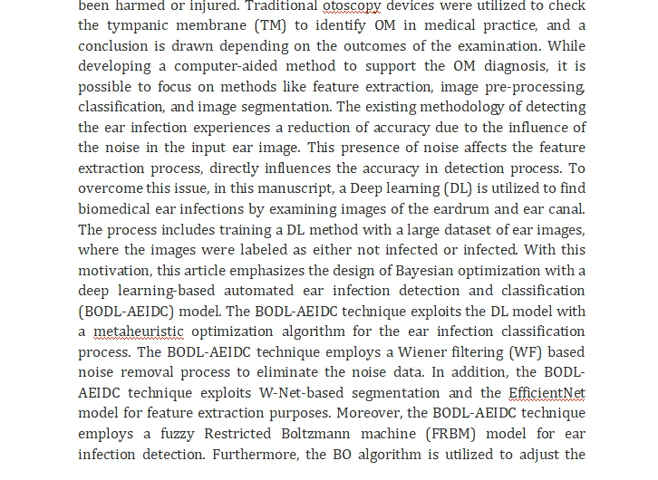 been harmed or injured. Traditional otoscopy devices were utilized to check
the tympanic membrane (TM) to identify OM in medical practice, and a
conclusion is drawn depending on the outcomes of the examination. While
developing a computer-aided method to support the OM diagnosis, it is
possible to focus on methods like feature extraction, image pre-processing,
classification, and image segmentation. The existing methodology of detecting
the ear infection experiences a reduction of accuracy due to the influence of
the noise in the input ear image. This presence of noise affects the feature
extraction process, directly influences the accuracy in detection process. To
overcome this issue, in this manuscript, a Deep learning (DL) is utilized to find
biomedical ear infections by examining images of the eardrum and ear canal.
The process includes training a DL method with a large dataset of ear images,
where the images were labeled as either not infected or infected. With this
motivation, this article emphasizes the design of Bayesian optimization with a
deep learning-based automated ear infection detection and classification
(BODL-AEIDC) model. The BODL-AEIDC technique exploits the DL model with
a metaheuristic optimization algorithm for the ear infection classification
process. The BODL-AEIDC technique employs a Wiener filtering (WF) based
noise removal process to eliminate the noise data. In addition, the BODL-
AEIDC technique exploits W-Net-based segmentation and the EfficientNet
model for feature extraction purposes. Moreover, the BODL-AEIDC technique
employs a fuzzy Restricted Boltzmann machine (FRBM) model for ear
infection detection. Furthermore, the BO algorithm is utilized to adjust the